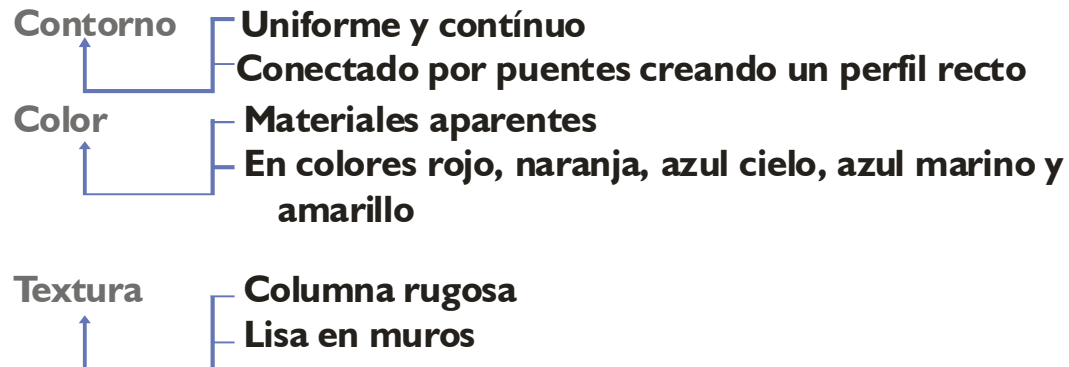 Contorno
Uniforme y contínuo
Conectado por puentes creando un perfil recto
Color
Materiales aparentes
En colores rojo, naranja, azul cielo, azul marino y
amarillo
Textura
Columna rugosa
Lisa en muros